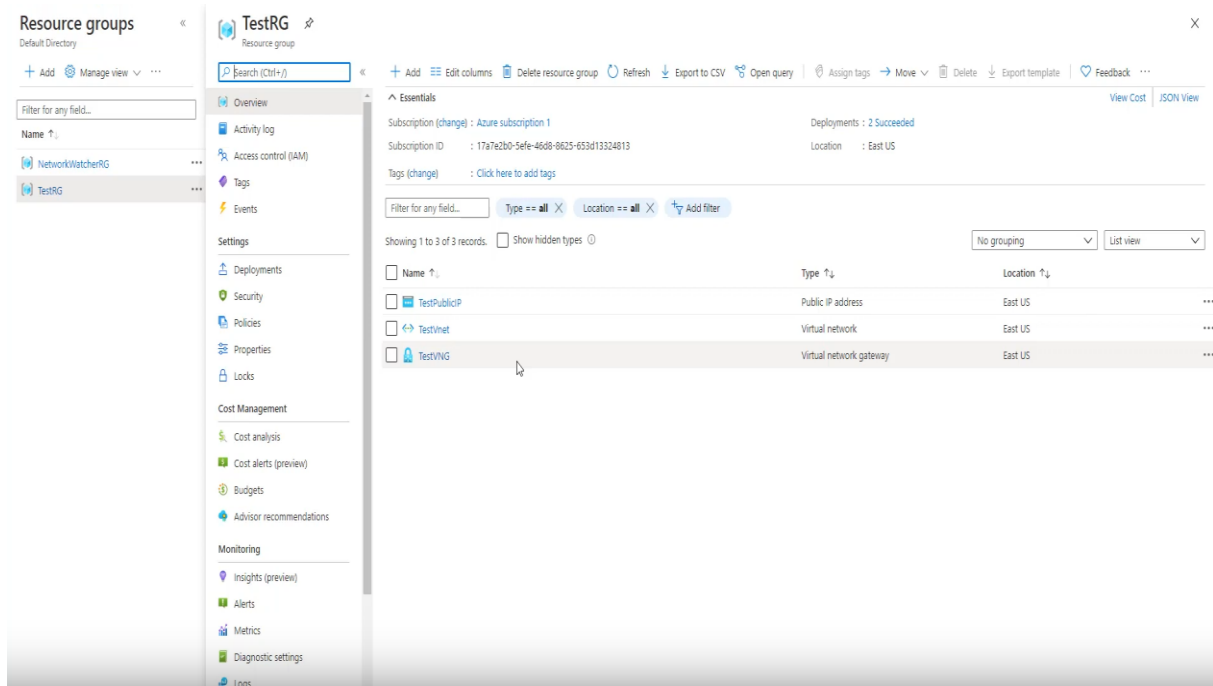 Resource groups
Default Directory
Add Manage view
Filter for any field...
Name
NetworkWatcherRG
TestRG
TestRG
Resource group
Search (Ctrl+/)
Overview
Activity log
Access control (IAM)
Tags
Events
Settings
Deployments
Security
Policies
Properties
Locks
Cost Management
Cost analysis
Cost alerts (preview)
Budgets
Advisor recommendations
Monitoring
Insights (preview)
Alerts
Metrics
Diagnostic settings
Logs
Add Edit columns Delete resource group Refresh Export to CSV Open query Assign tags Move Delete Export template Feedback
Essentials View Cost JSON View
Subscription (change) : Azure subscription 1 Deployments : 2 Succeeded
Subscription ID : 17a7e2b0-5efe-46d8-8625-653d13324813 Location : East US
Tags (change) : Click here to add tags
Filter for any field... Type == all Location == all Add filter
Showing 1 to 3 of 3 records. Show hidden types No grouping List view
Name Type Location
TestPublicIP Public IP address East US
TestVnet Virtual network East US
TestVNG Virtual network gateway East US